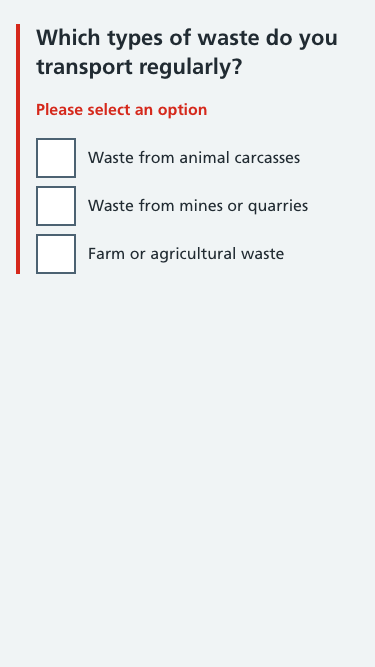 Which types of waste do you
transport regularly?
Please select an option
Waste from animal carcasses
Waste from mines or quarries
Farm or agricultural waste